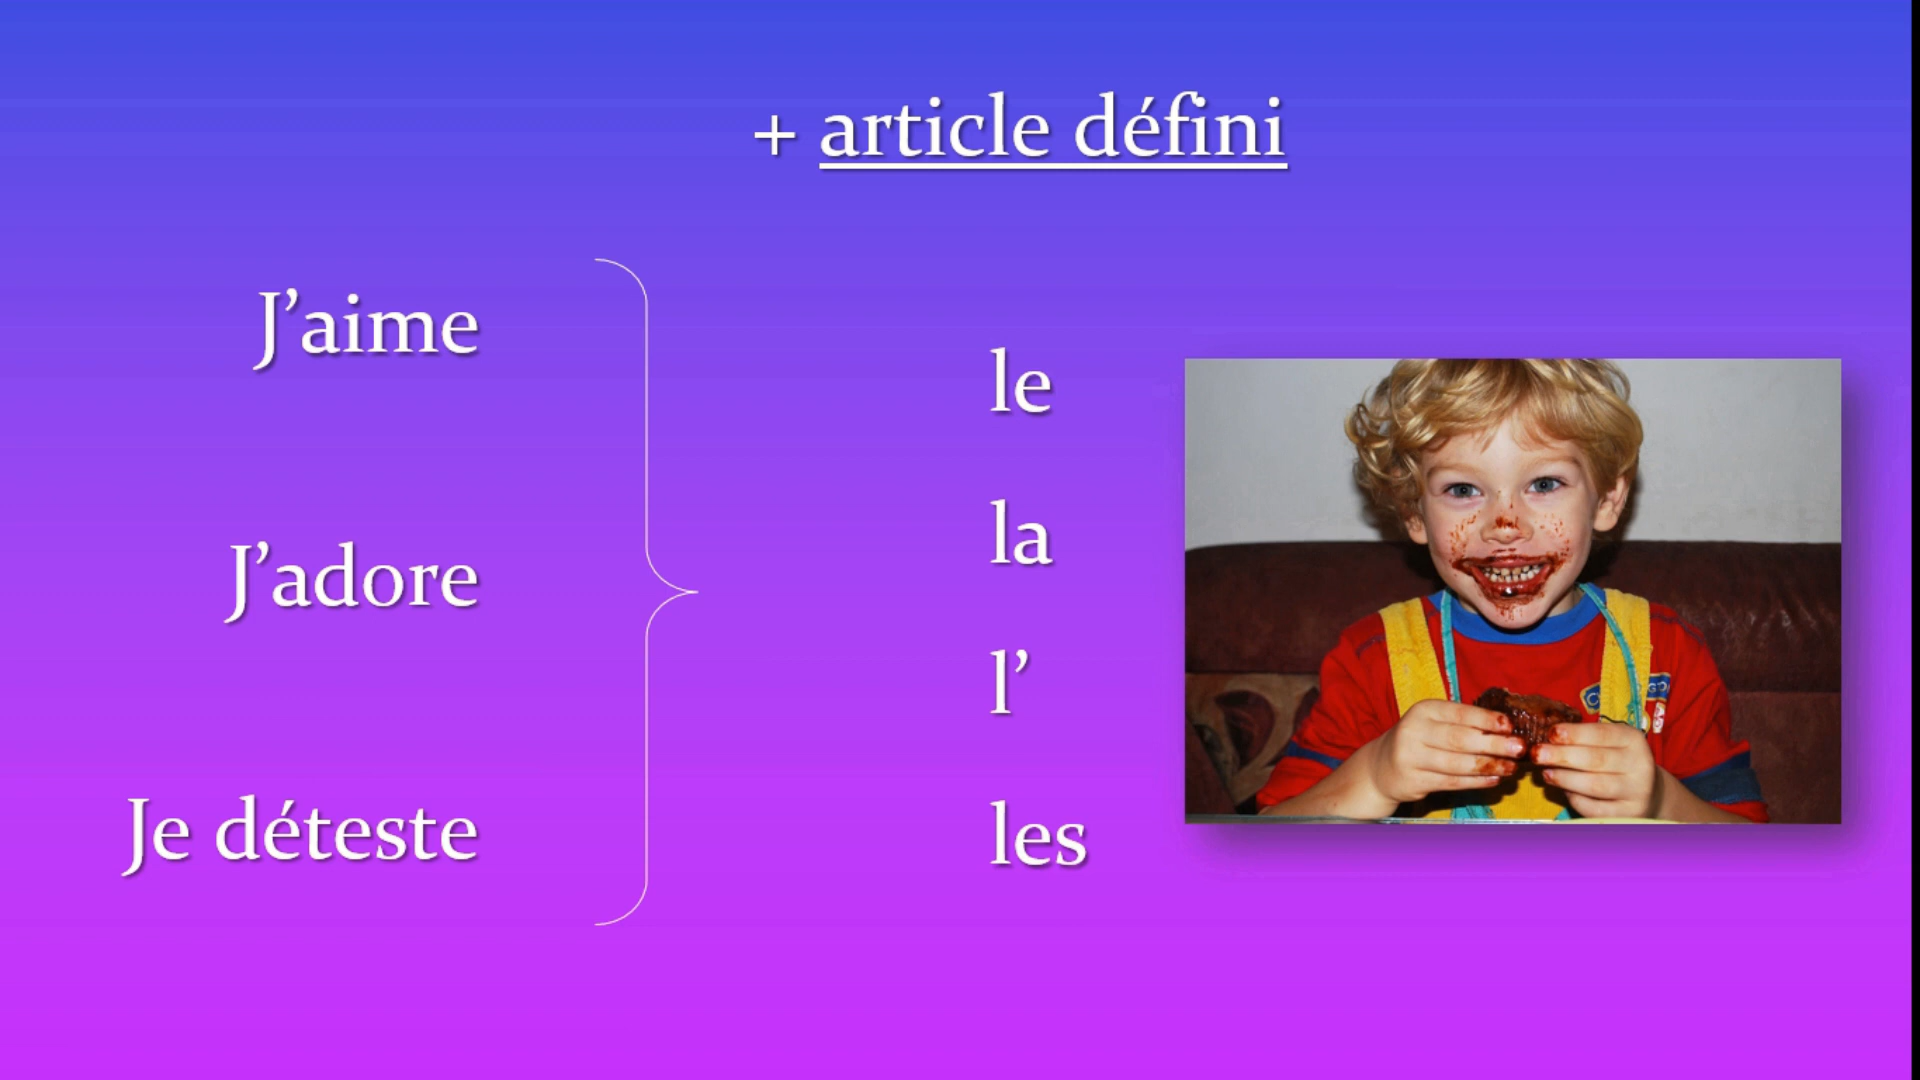 + article défini
J’aime
J’adore
Je déteste
le
la
l’
les